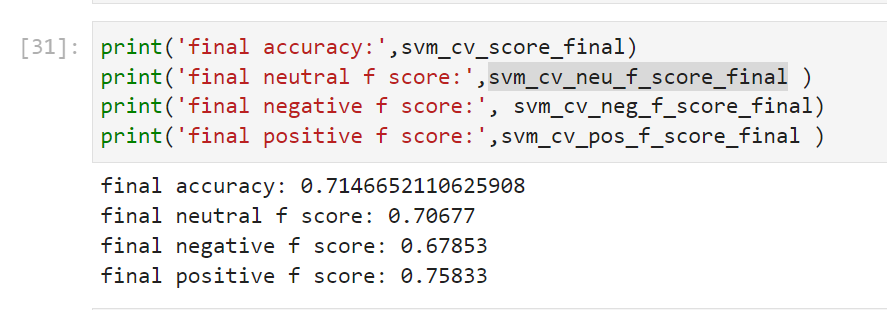 [31]: print('final accuracy:',svm_cv_score_final)
print('final neutral f score:',svm_cv_neu_f_score_final )
print('final negative f score:', svm_cv_neg_f_score_final)
print('final positive f score:',svm_cv_pos_f_score_final )
final accuracy: 0.7146652110625908
final neutral f score: 0.70677
final negative f score: 0.67853
final positive f score: 0.75833